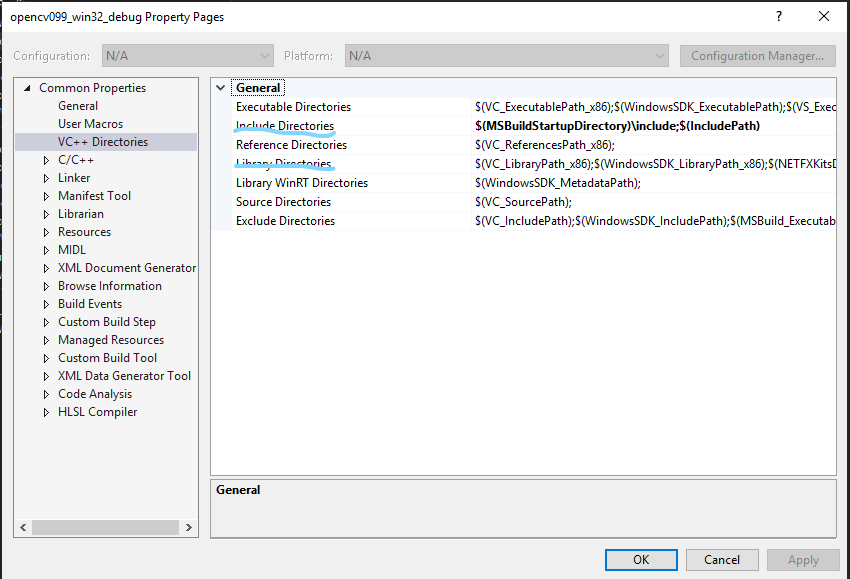 opencv099_win32_debug Property Pages
?
Configuration: N/A Platform: N/A Configuration Manager...
Common Properties
General
User Macros
VC++ Directories
C/C++
Linker
Manifest Tool
Librarian
Resources
MIDL
XML Document Generator
Browse Information
Build Events
Custom Build Step
Managed Resources
Custom Build Tool
XML Data Generator Tool
Code Analysis
HLSL Compiler
General
Executable Directories $(VC_ExecutablePath_x86);$(WindowsSDK_ExecutablePath);$(VS_Exec
Include Directories $(MSBuildStartupDirectory)\include;$(IncludePath)
Reference Directories $(VC_ReferencesPath_x86);
Library Directories $(VC_LibraryPath_x86);$(WindowsSDK_LibraryPath_x86);$(NETFXKitsD
Library WinRT Directories $(WindowsSDK_MetadataPath);
Source Directories $(VC_SourcePath);
Exclude Directories $(VC_IncludePath);$(WindowsSDK_IncludePath);$(MSBuild_Executab
General
OK Cancel Apply